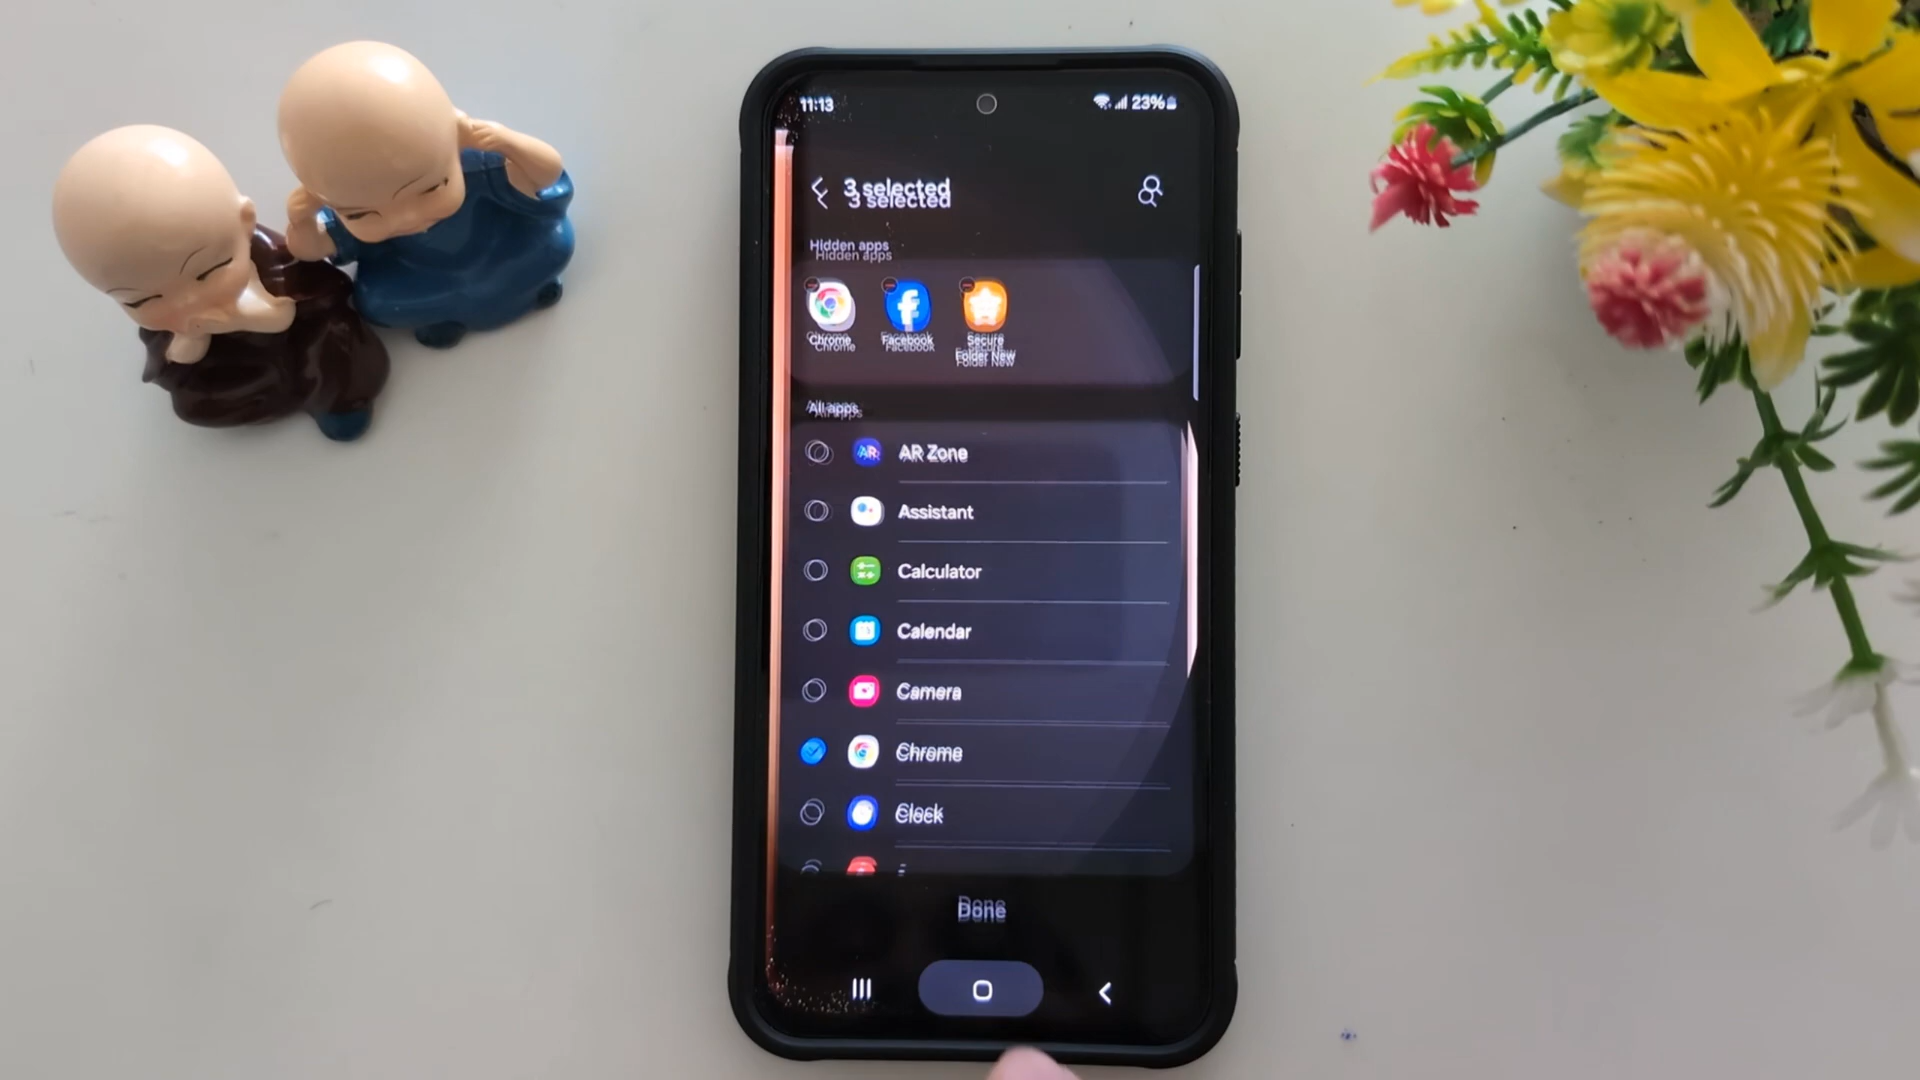 11:13
23%
3 selected
Hidden apps
Chrome
Facebook
Secure
Folder New
All apps
AR Zone
Assistant
Calculator
Calendar
Camera
Chrome
Clock
Done